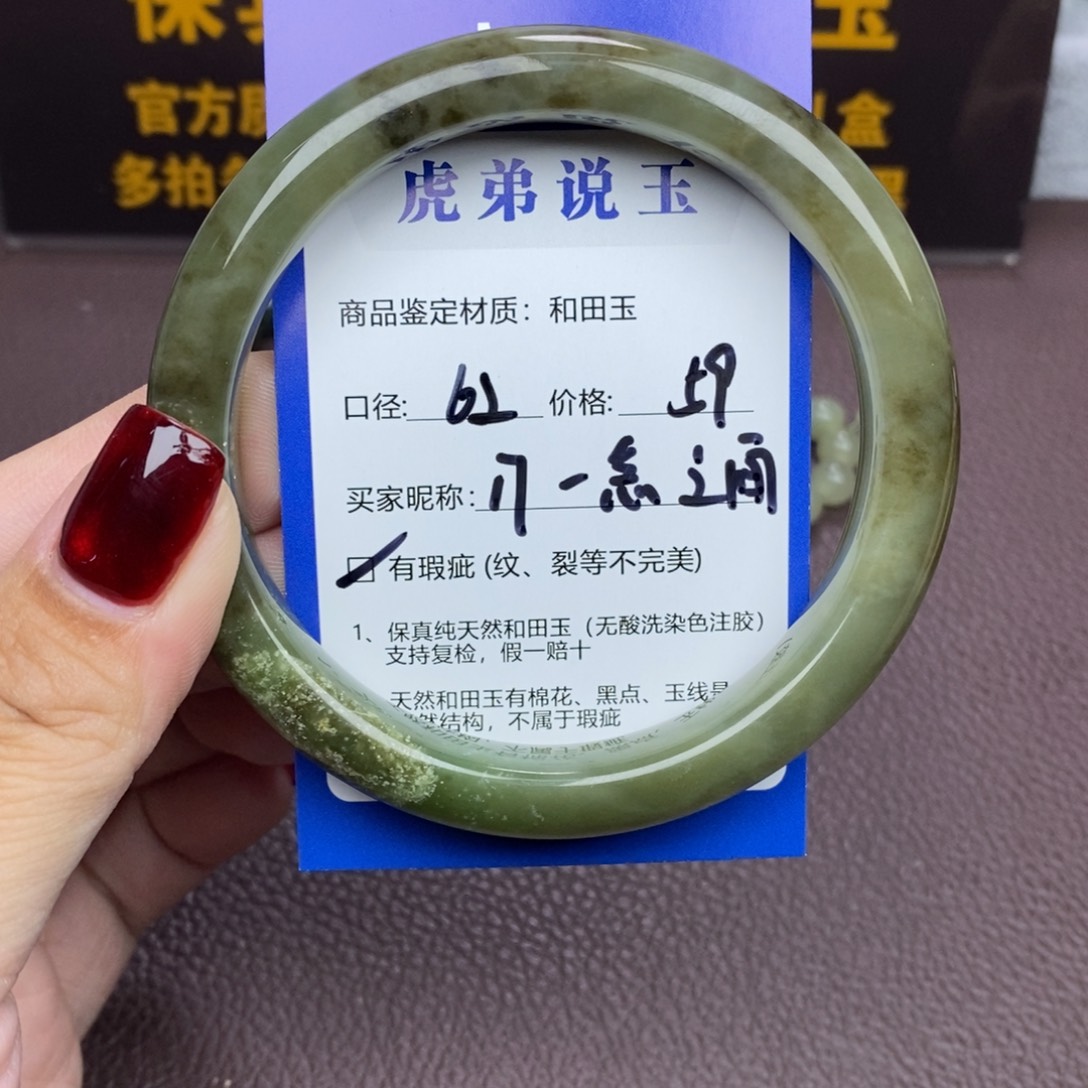 官方
盒
多拍
虎弟说玉
商品鉴定材质：和田玉
口径: 62 价格: 59
买家昵称:
有瑕疵 (纹、裂等不完美)
1、保真纯天然和田玉（无酸洗染色注胶）
支持复检，假一赔十
天然和田玉有棉花、黑点、玉线是
然结构，不属于瑕疵